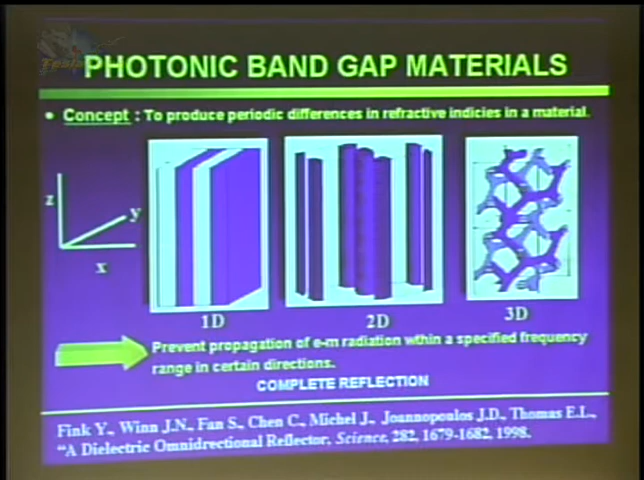 PHOTONIC BAND GAP MATERIALS
• Concept : To produce periodic differences in refractive indicies in a material.
z
y
x
1D
2D
3D
Prevent propagation of e-m radiation wthin a specified frequency
range in certain directions.
COMPLETE REFLECTION
Fink Y., Winn J.N., Fan S., Chen C., Michel J., Joannopoulos J.D., Thomas E.L.,
"A Dielectric Omnidrectional Reflector, Science, 282, 1679-1682, 1998.